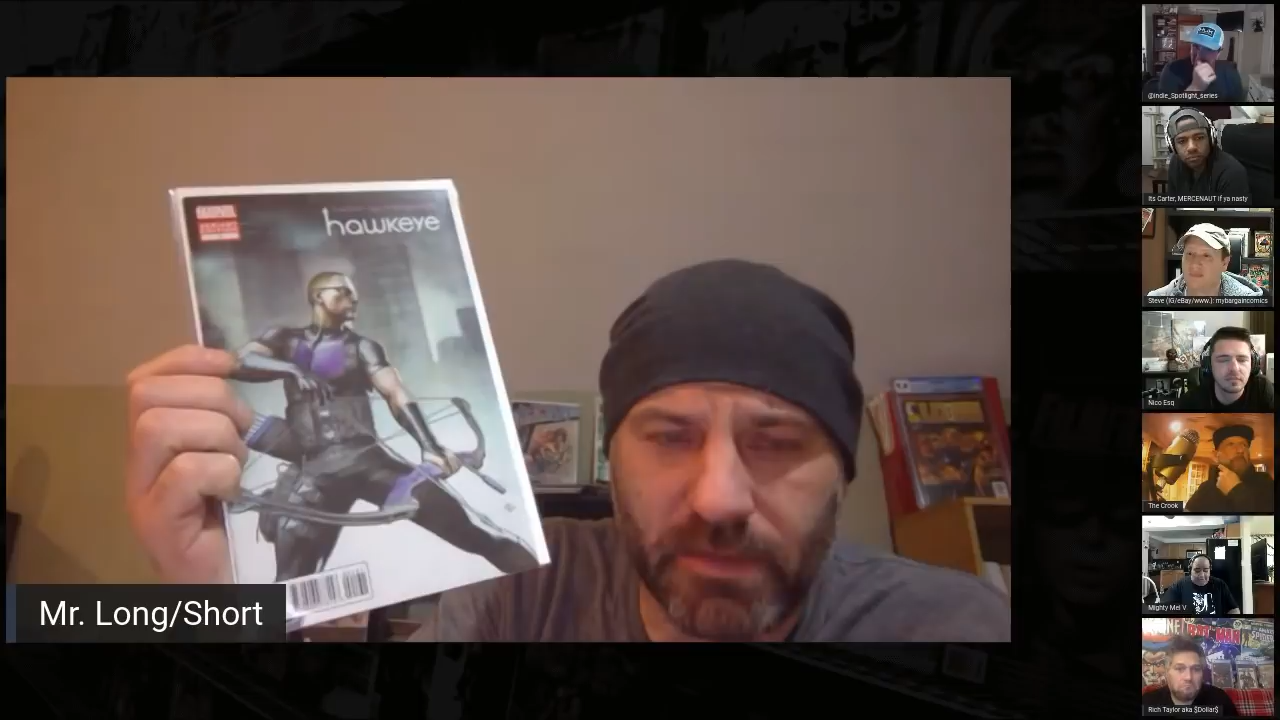 MARVEL
hawkeye
Mr. Long/Short
@indie_Spotlight_series
Its Carter, MERCENAUT if ya nasty
Steve (IG/eBay/www.): mybargaincomics
Nico Esq
The Crook
Mighty Mel V
Rich Taylor aka $Dollar$